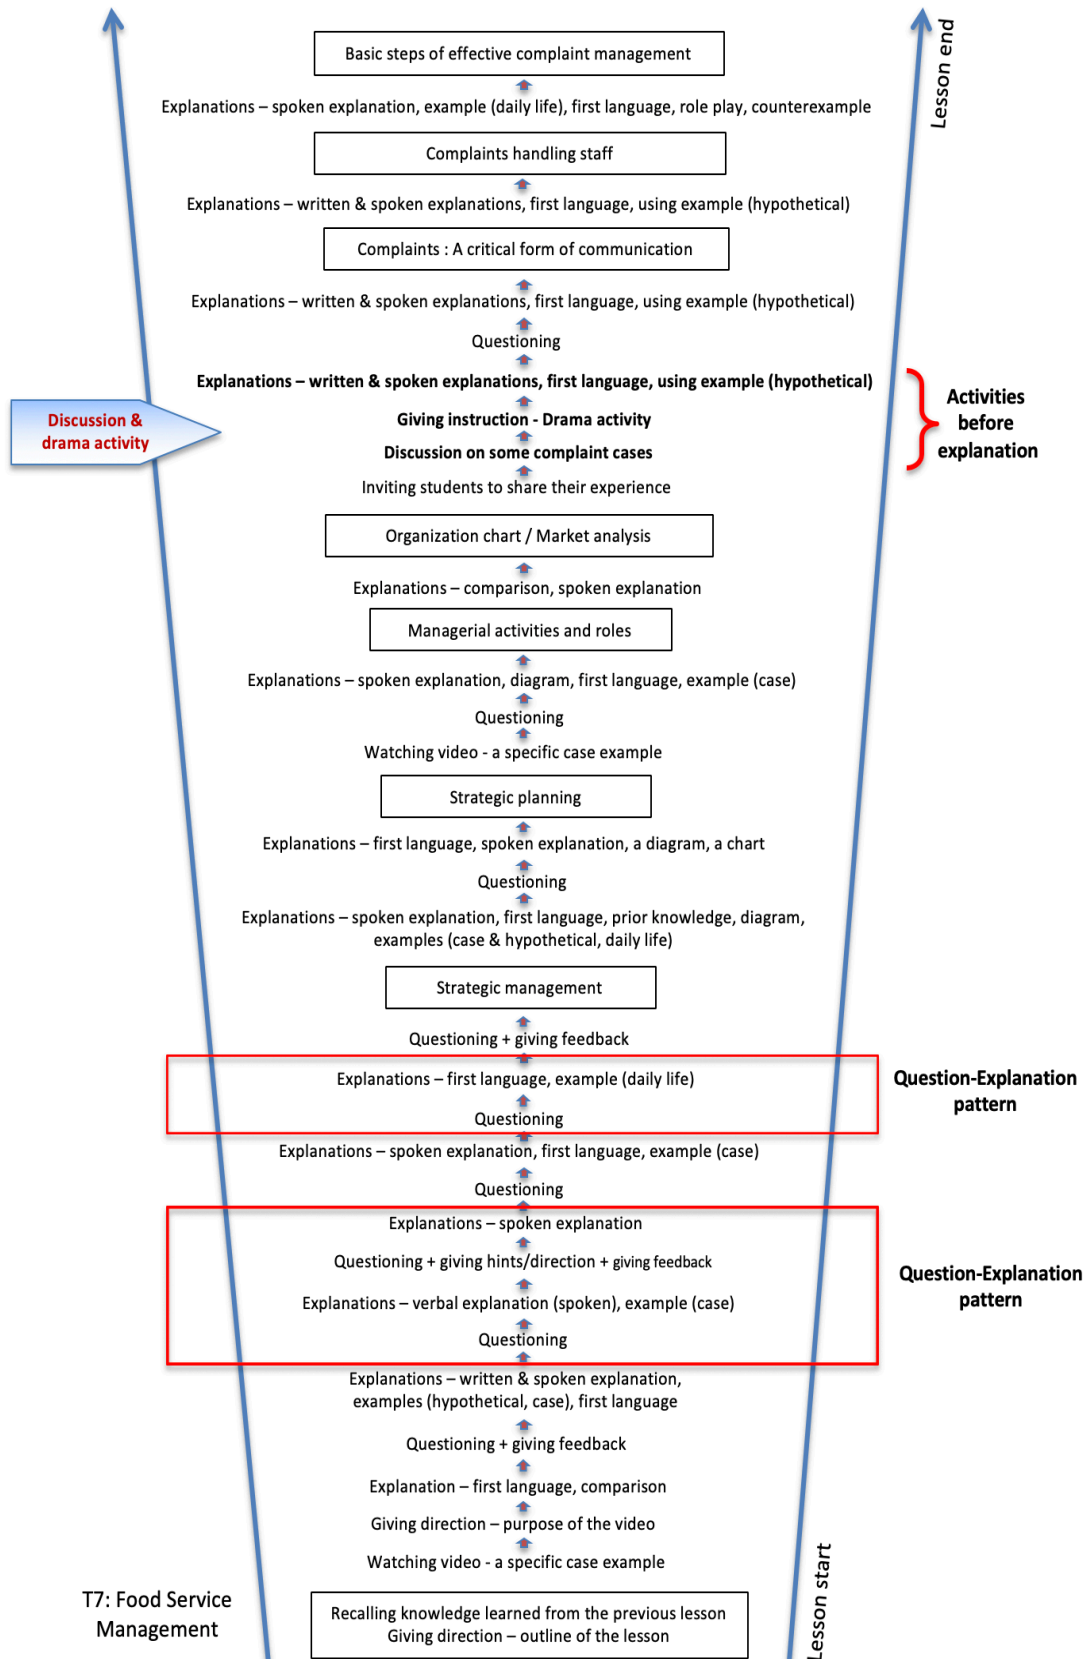 Lesson end
Basic steps of effective complaint management
Explanations – spoken explanation, example (daily life), first language, role play, counterexample
Complaints handling staff
Explanations – written & spoken explanations, first language, using example (hypothetical)
Complaints : A critical form of communication
Explanations – written & spoken explanations, first language, using example (hypothetical)
Questioning
Explanations – written & spoken explanations, first language, using example (hypothetical)
Activities
before
explanation
Discussion &
drama activity
Giving instruction - Drama activity
Discussion on some complaint cases
Inviting students to share their experience
Organization chart / Market analysis
Explanations – comparison, spoken explanation
Managerial activities and roles
Explanations – spoken explanation, diagram, first language, example (case)
Questioning
Watching video - a specific case example
Strategic planning
Explanations – first language, spoken explanation, a diagram, a chart
Questioning
Explanations – spoken explanation, first language, prior knowledge, diagram,
examples (case & hypothetical, daily life)
Strategic management
Questioning + giving feedback
Explanations – first language, example (daily life)
Questioning
Question-Explanation
pattern
Explanations – spoken explanation, first language, example (case)
Questioning
Explanations – spoken explanation
Questioning + giving hints/direction + giving feedback
Explanations – verbal explanation (spoken), example (case)
Questioning
Question-Explanation
pattern
Explanations – written & spoken explanation,
examples (hypothetical, case), first language
Questioning + giving feedback
Explanation – first language, comparison
Giving direction – purpose of the video
Watching video - a specific case example
T7: Food Service
Management
Recalling knowledge learned from the previous lesson
Giving direction – outline of the lesson
Lesson start